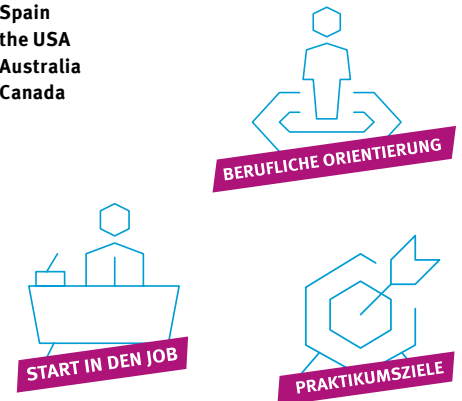 Spain
the USA
Australia
Canada
BERUFLICHE ORIENTIERUNG
START IN DEN JOB
PRAKTIKUMSZIELE